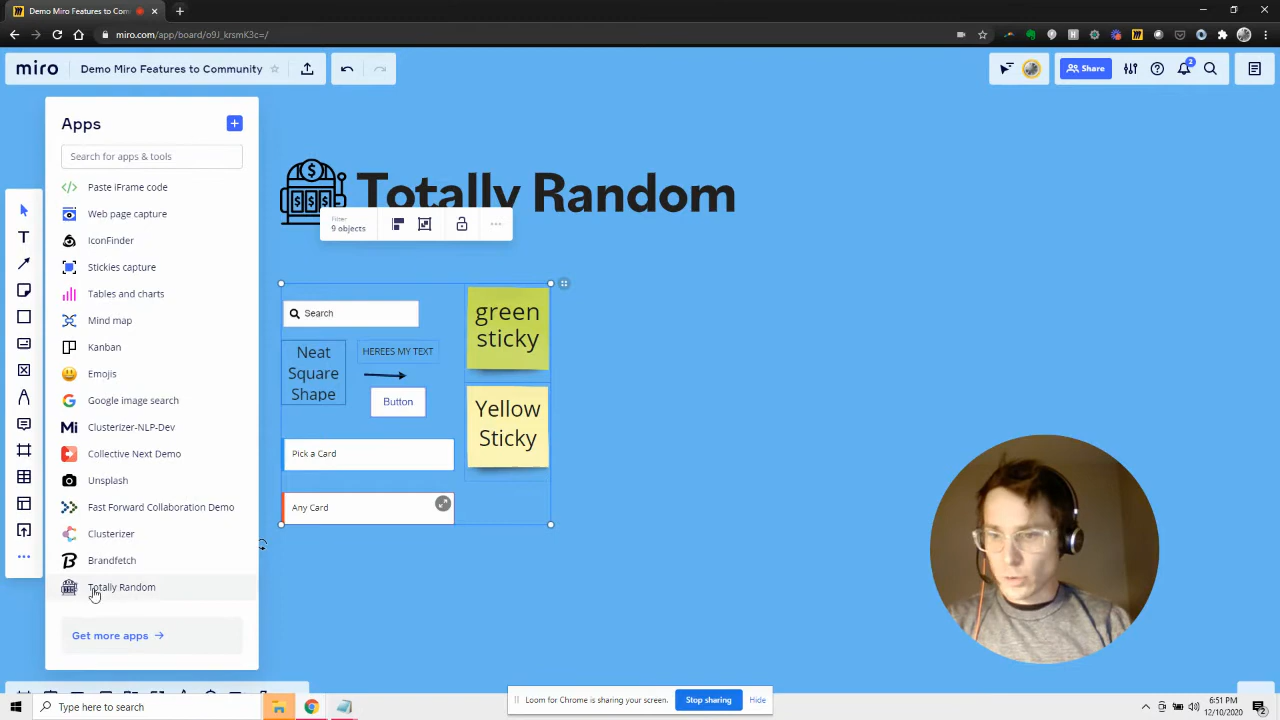 Demo Miro Features to Com
miro.com/app/board/o9J_krsmK3c=/
miro
Demo Miro Features to Community
Share
2
Apps
Search for apps & tools
Paste iFrame code
Web page capture
IconFinder
Stickies capture
Tables and charts
Mind map
Kanban
Emojis
Google image search
Clusterizer-NLP-Dev
Collective Next Demo
Unsplash
Fast Forward Collaboration Demo
Clusterizer
Brandfetch
Totally Random
Get more apps →
Totally Random
Filter
9 objects
Search
green
sticky
Neat
Square
Shape
HEREES MY TEXT
Button
Yellow
Sticky
Pick a Card
Any Card
Loom for Chrome is sharing your screen.
Stop sharing
Hide
Type here to search
6:51 PM
12/10/2020